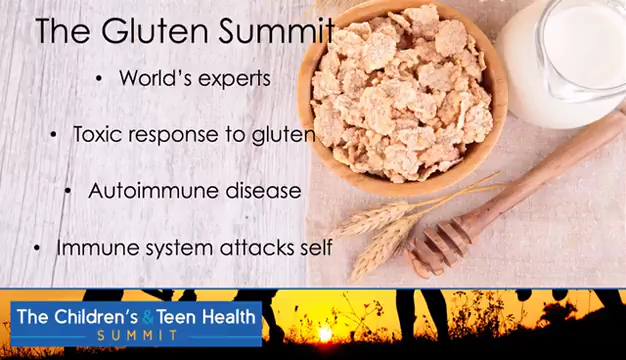 The Gluten Summit
• World's experts
• Toxic response to gluten
• Autoimmune disease
• Immune system attacks self
The Children's & Teen Health
SUMMIT